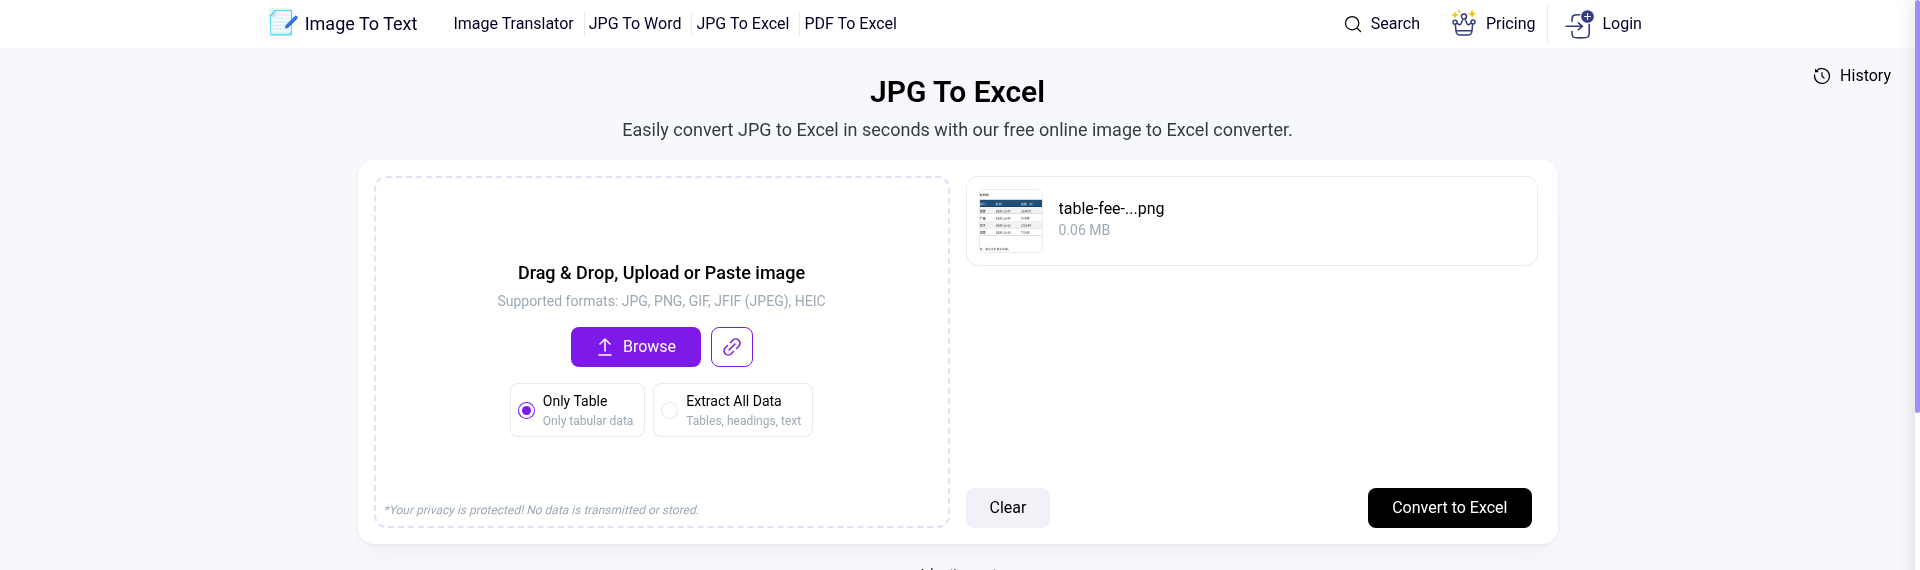 Image To Text
Image Translator
JPG To Word
JPG To Excel
PDF To Excel
Search
Pricing
Login
History
JPG To Excel
Easily convert JPG to Excel in seconds with our free online image to Excel converter.
Drag & Drop, Upload or Paste image
Supported formats: JPG, PNG, GIF, JFIF (JPEG), HEIC
Browse
Only Table
Only tabular data
Extract All Data
Tables, headings, text
*Your privacy is protected! No data is transmitted or stored.
table-fee-...png
0.06 MB
Clear
Convert to Excel